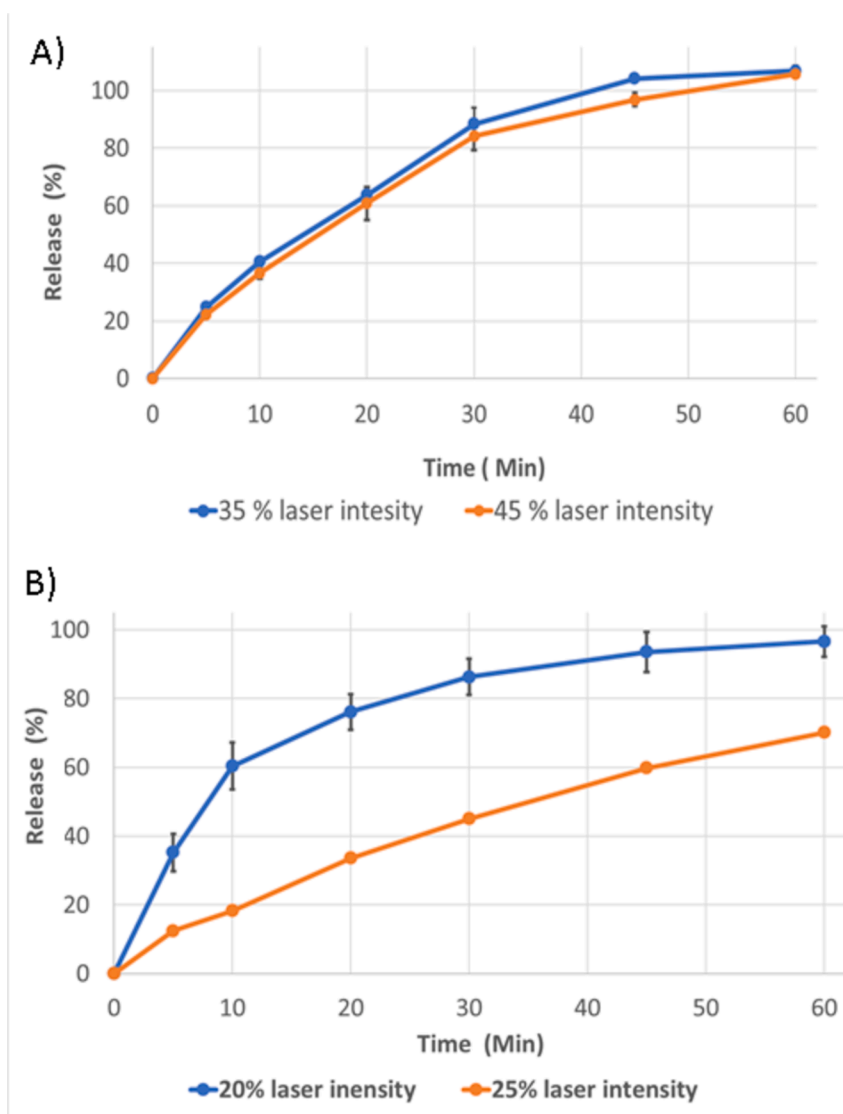 A)
Release (%)
100
80
60
40
20
0
0 10 20 30 40 50 60
Time ( Min)
35 % laser intesity 45 % laser intensity
B)
Release (%)
100
80
60
40
20
0
0 10 20 30 40 50 60
Time (Min)
20% laser inensity 25% laser intensity